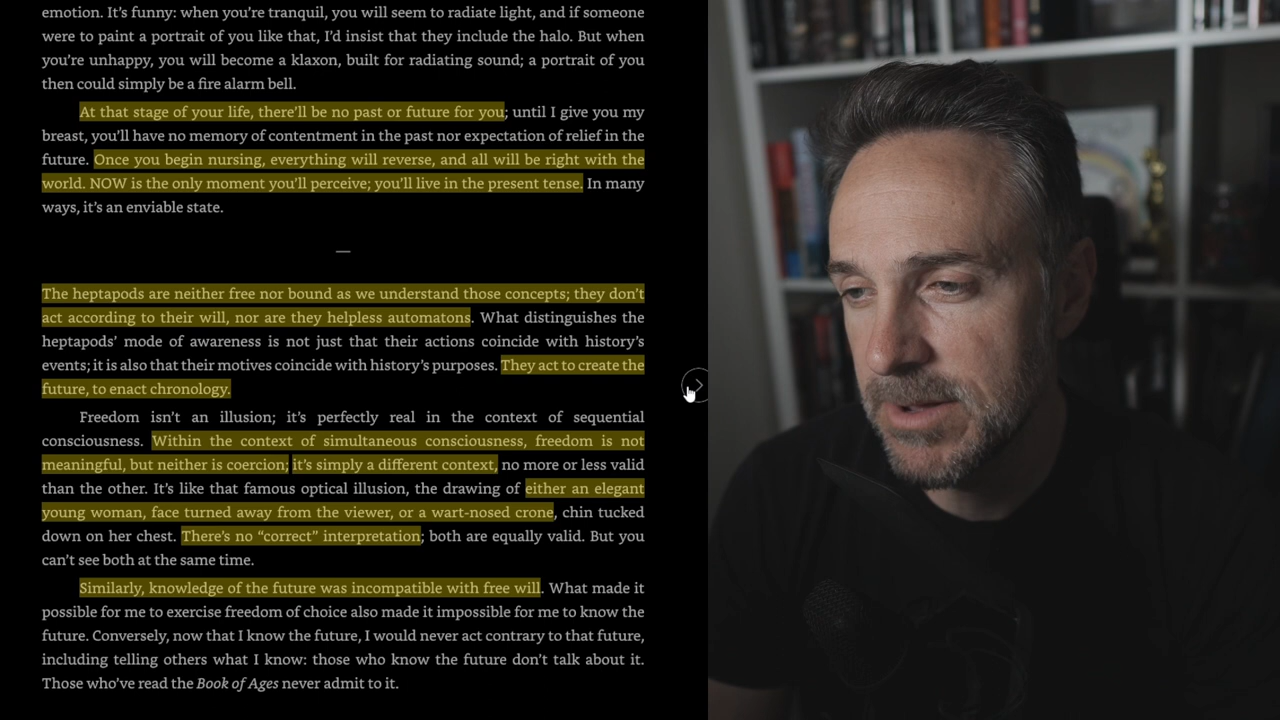 emotion. It’s funny: when you’re tranquil, you will seem to radiate light, and if someone
were to paint a portrait of you like that, I’d insist that they include the halo. But when
you’re unhappy, you will become a klaxon, built for radiating sound; a portrait of you
then could simply be a fire alarm bell.
At that stage of your life, there’ll be no past or future for you; until I give you my
breast, you’ll have no memory of contentment in the past nor expectation of relief in the
future. Once you begin nursing, everything will reverse, and all will be right with the
world. NOW is the only moment you’ll perceive; you’ll live in the present tense. In many
ways, it’s an enviable state.
—
The heptapods are neither free nor bound as we understand those concepts; they don’t
act according to their will, nor are they helpless automatons. What distinguishes the
heptapods’ mode of awareness is not just that their actions coincide with history’s
events; it is also that their motives coincide with history’s purposes. They act to create the
future, to enact chronology.
Freedom isn’t an illusion; it’s perfectly real in the context of sequential
consciousness. Within the context of simultaneous consciousness, freedom is not
meaningful, but neither is coercion; it’s simply a different context, no more or less valid
than the other. It’s like that famous optical illusion, the drawing of either an elegant
young woman, face turned away from the viewer, or a wart-nosed crone, chin tucked
down on her chest. There’s no “correct” interpretation; both are equally valid. But you
can’t see both at the same time.
Similarly, knowledge of the future was incompatible with free will. What made it
possible for me to exercise freedom of choice also made it impossible for me to know the
future. Conversely, now that I know the future, I would never act contrary to that future,
including telling others what I know: those who know the future don’t talk about it.
Those who’ve read the Book of Ages never admit to it.